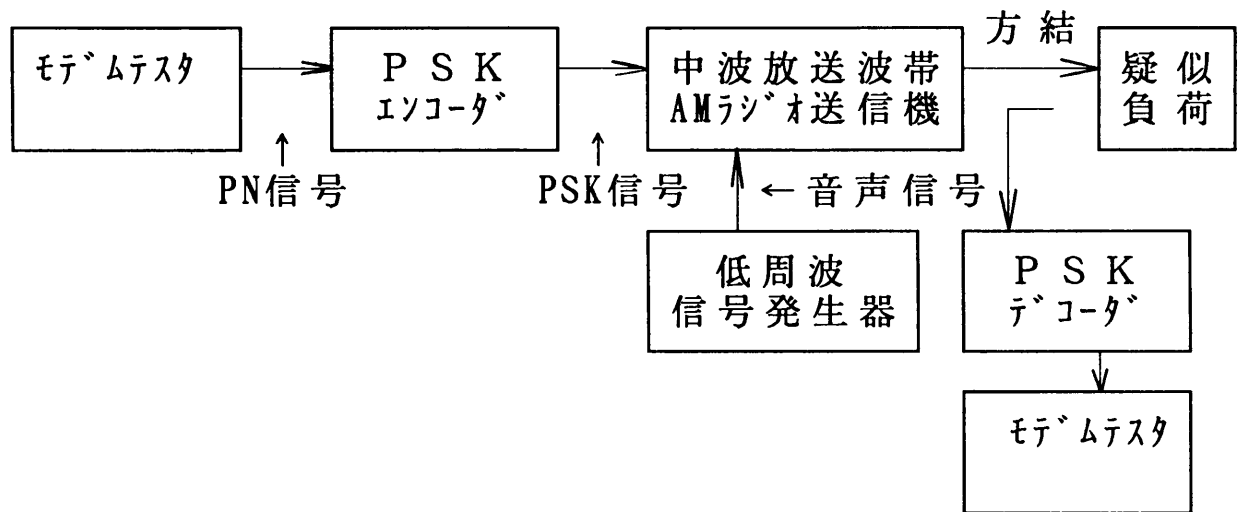 方結
ﾓﾃﾞﾑﾃｽﾀ
PSK
ｴﾝｺｰﾀﾞ
中波放送波帯
AMﾗｼﾞｵ送信機
疑似
負荷
↑
PN信号
↑
PSK信号
←音声信号
低周波
信号発生器
PSK
ﾃﾞｺｰﾀﾞ
ﾓﾃﾞﾑﾃｽﾀ